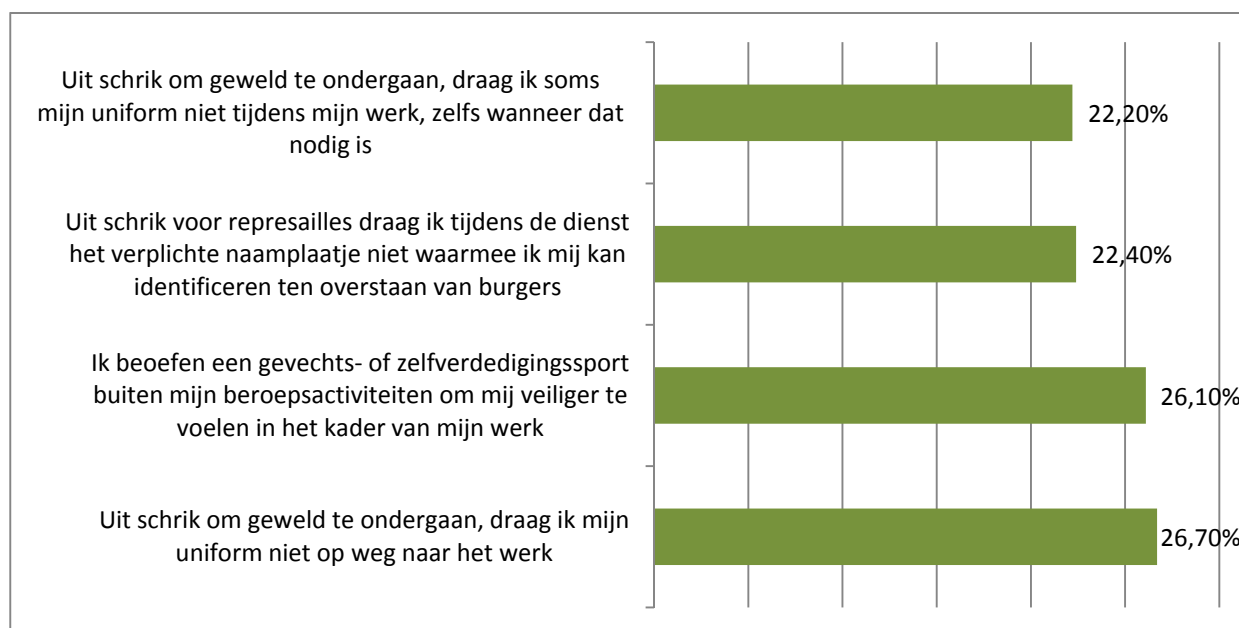 Uit schrik om geweld te ondergaan, draag ik soms
mijn uniform niet tijdens mijn werk, zelfs wanneer dat
nodig is
22,20%
Uit schrik voor represailles draag ik tijdens de dienst
het verplichte naamplaatje niet waarmee ik mij kan
identificeren ten overstaan van burgers
22,40%
Ik beoefen een gevechts- of zelfverdedigingssport
buiten mijn beroepsactiviteiten om mij veiliger te
voelen in het kader van mijn werk
26,10%
Uit schrik om geweld te ondergaan, draag ik mijn
uniform niet op weg naar het werk
26,70%